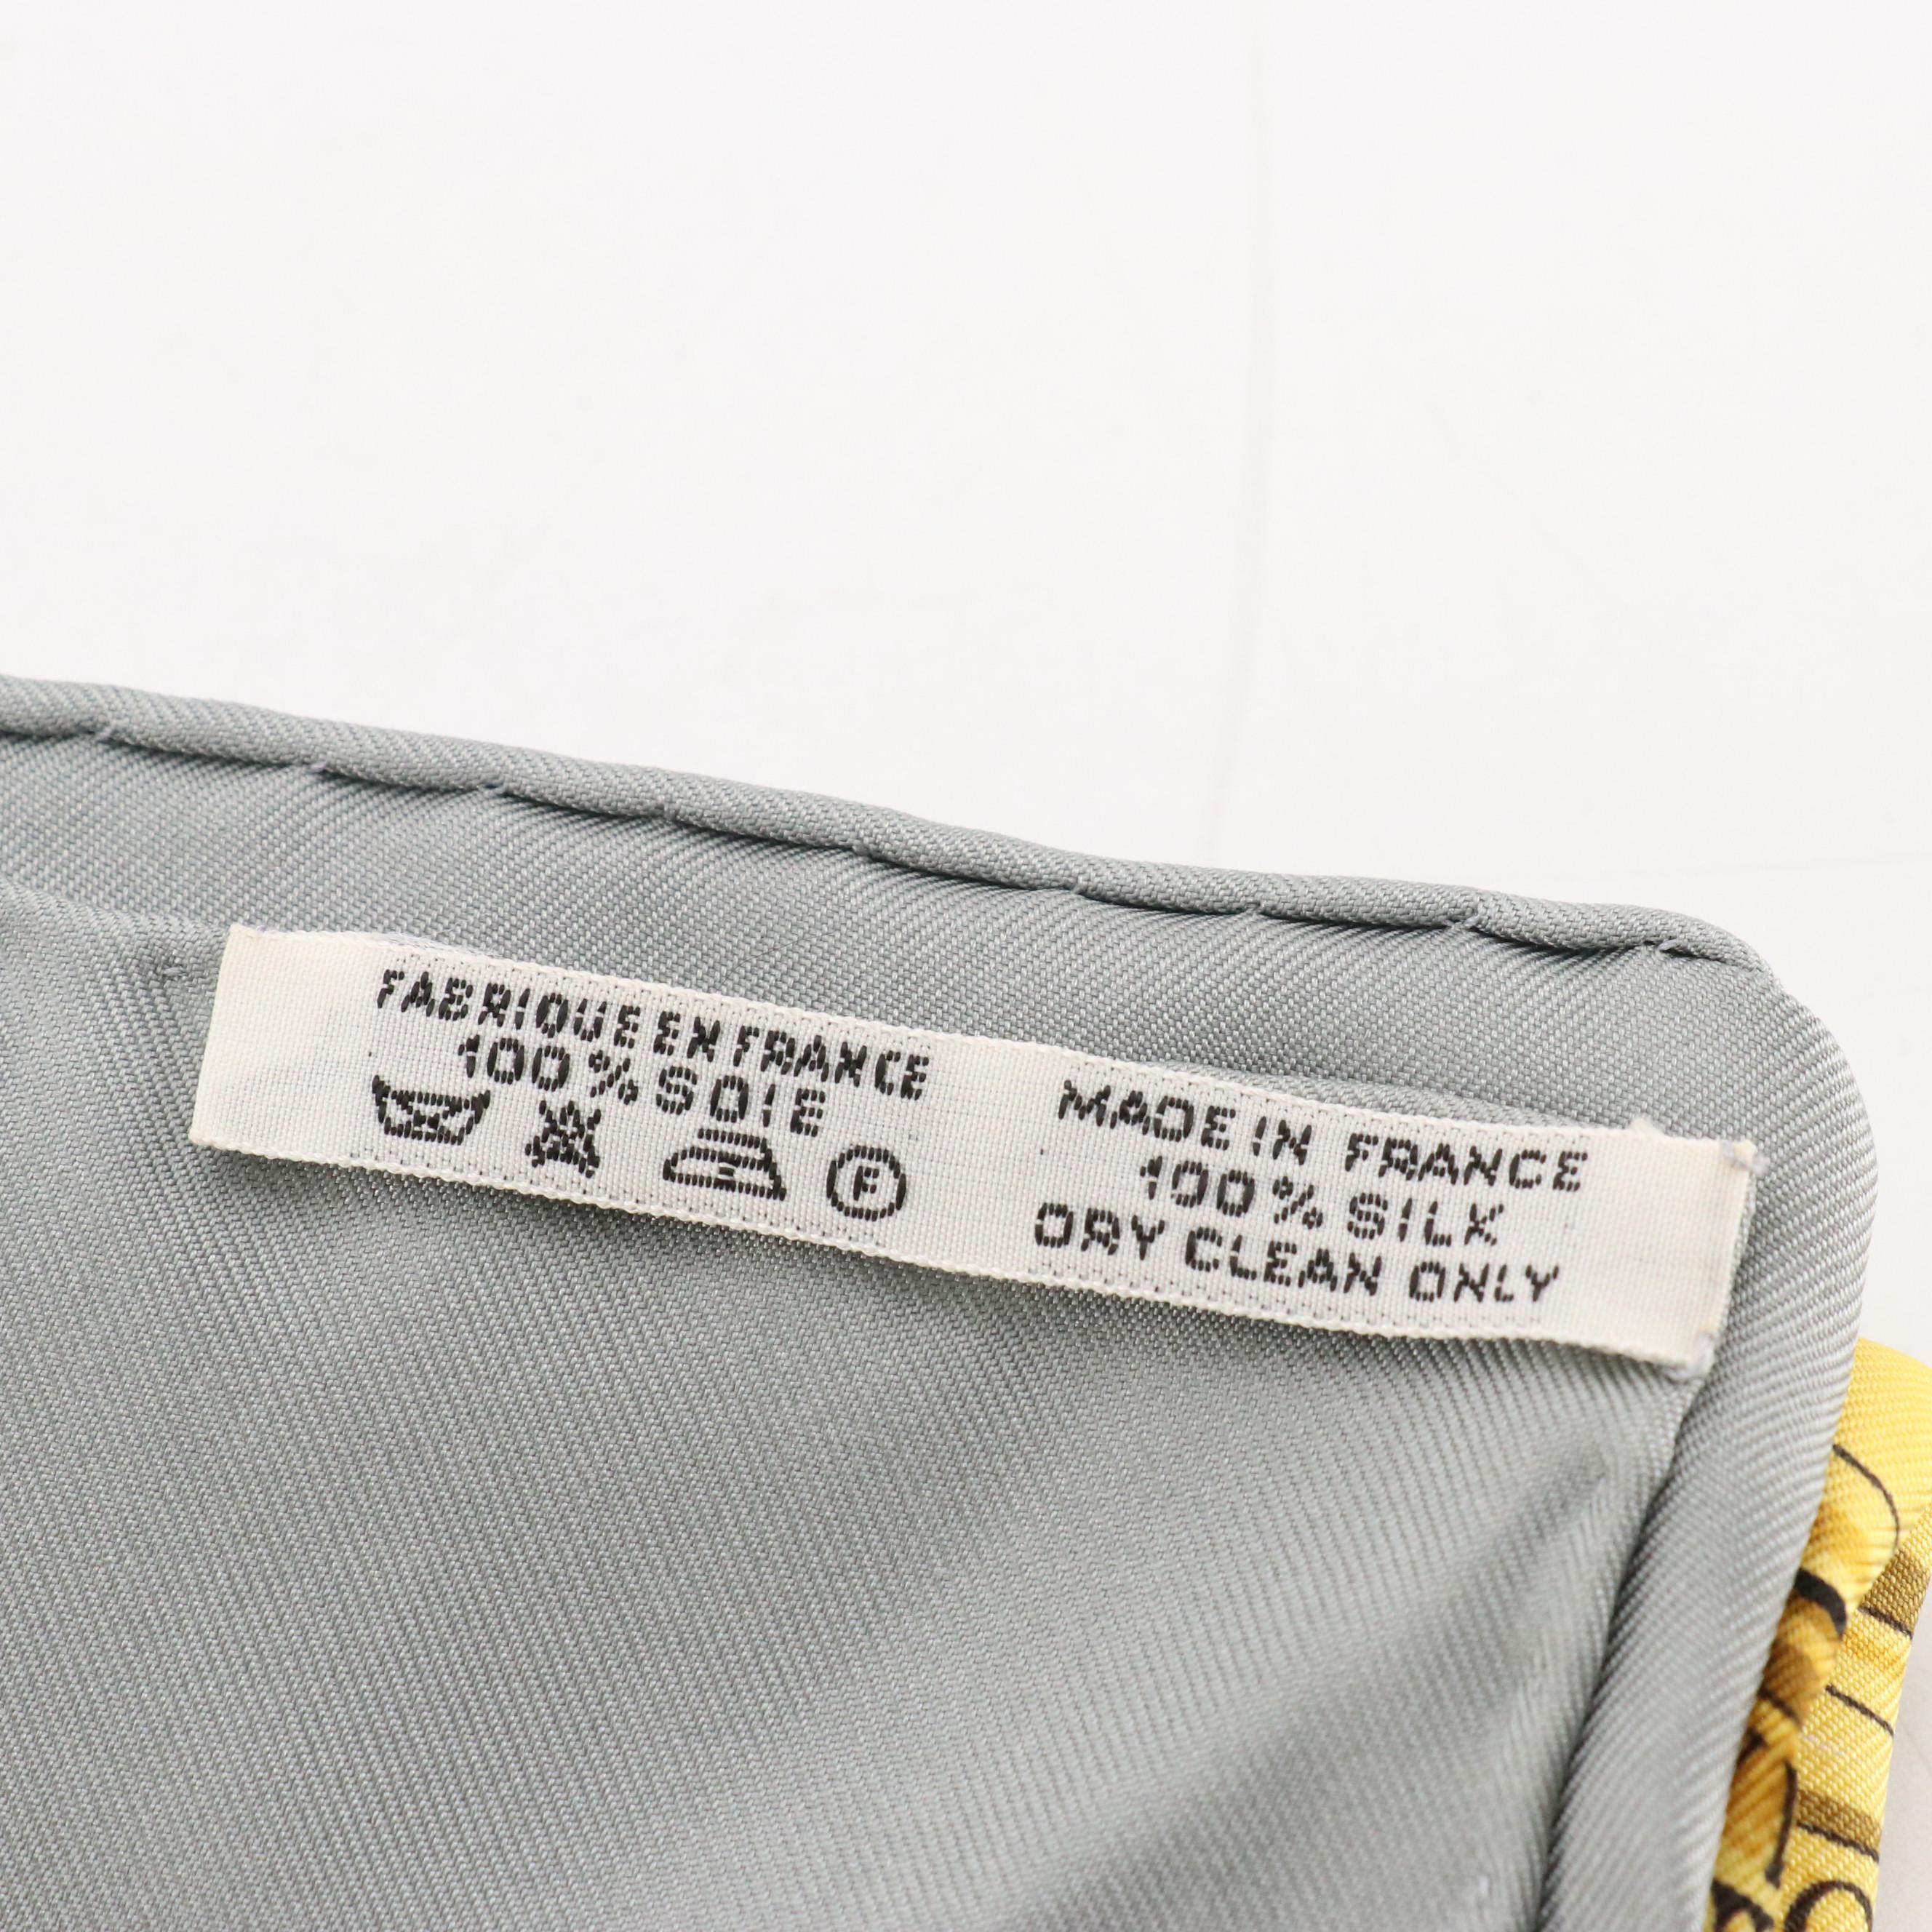 FABRIQUE EN FRANCE
100% SOIE
F
MADE IN FRANCE
100% SILK
DRY CLEAN ONLY